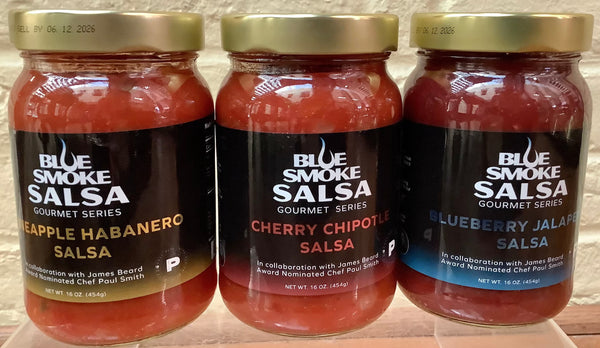 SELL BY 06 12 2026
BLUE
SMOKE
SALSA
GOURMET SERIES
EAPPLE HABANERO
SALSA
In collaboration with James Beard
Award Nominated Chef Paul Smith
P
NET WT. 16 OZ. (454g)
BLUE
SMOKE
SALSA
GOURMET SERIES
CHERRY CHIPOTLE
SALSA
In collaboration with James Beard
Award Nominated Chef Paul Smith
P
NET WT. 16 OZ. (454g)
SELL BY 06 12 2026
BLUE
SMOKE
SALSA
GOURMET SERIES
BLUEBERRY JALAPE
SALSA
In collaboration with James Beard
Award Nominated Chef Paul Smith
NET WT. 16 OZ. (454g)